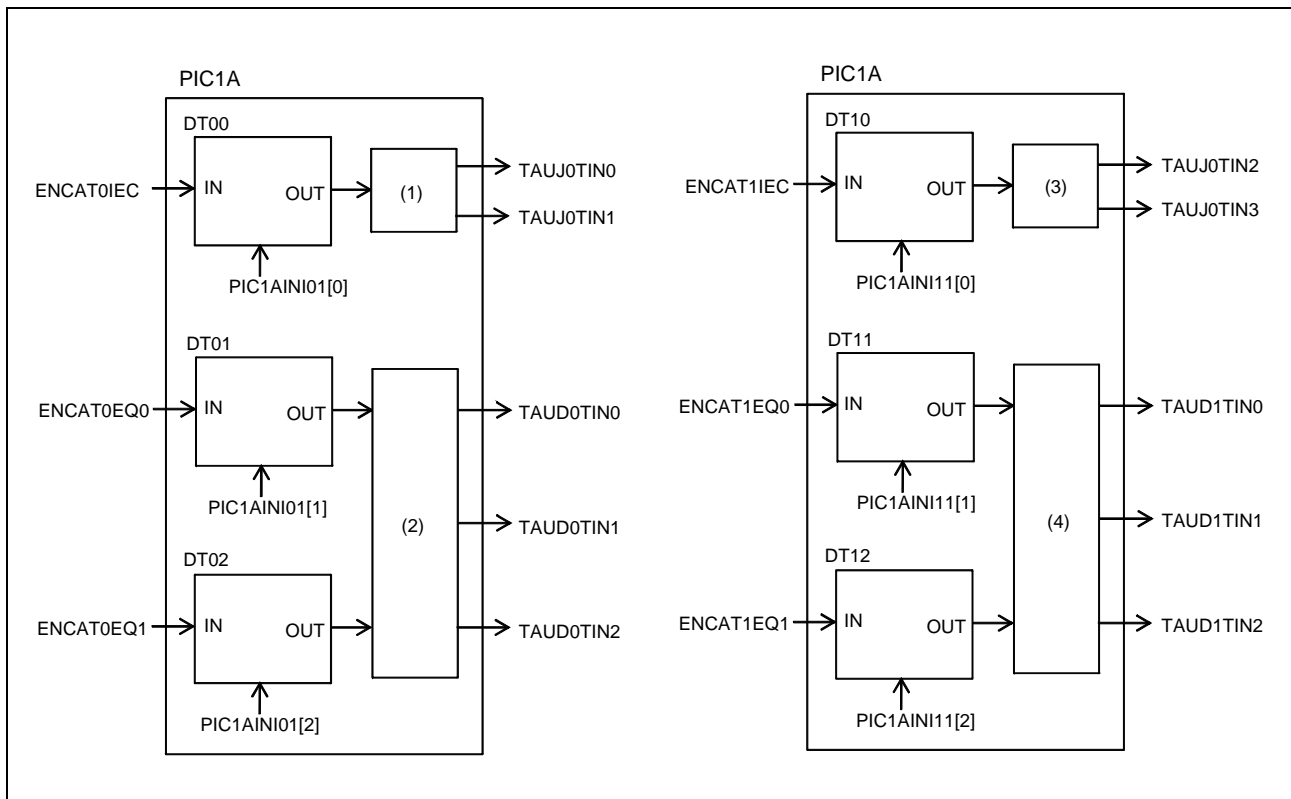 PIC1A
DT00
ENCAT0IEC
IN
OUT
(1)
TAUJ0TIN0
TAUJ0TIN1
PIC1AINI01[0]
DT01
ENCAT0EQ0
IN
OUT
PIC1AINI01[1]
(2)
TAUD0TIN0
TAUD0TIN1
TAUD0TIN2
DT02
ENCAT0EQ1
IN
OUT
PIC1AINI01[2]
PIC1A
DT10
ENCAT1IEC
IN
OUT
(3)
TAUJ0TIN2
TAUJ0TIN3
PIC1AINI11[0]
DT11
ENCAT1EQ0
IN
OUT
PIC1AINI11[1]
(4)
TAUD1TIN0
TAUD1TIN1
TAUD1TIN2
DT12
ENCAT1EQ1
IN
OUT
PIC1AINI11[2]